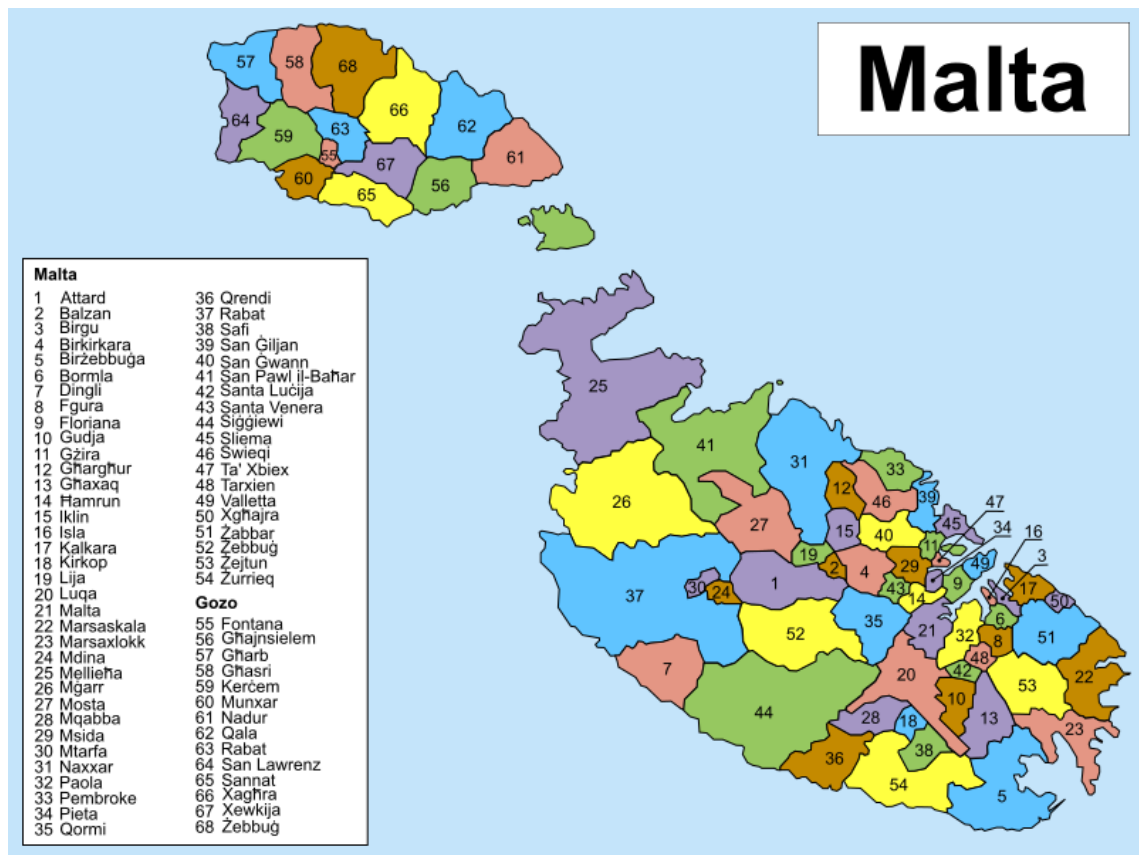 Malta
57
58
68
66
62
64
59
63
55
67
61
60
65
56
Malta
1 Attard
2 Balzan
3 Birgu
4 Birkirkara
5 Birżebbuġa
6 Bormla
7 Dingli
8 Fgura
9 Floriana
10 Gudja
11 Gżira
12 Għargħur
13 Għaxaq
14 Ħamrun
15 Iklin
16 Isla
17 Kalkara
18 Kirkop
19 Lija
20 Luqa
21 Malta
22 Marsaskala
23 Marsaxlokk
24 Mdina
25 Mellieħa
26 Mġarr
27 Mosta
28 Mqabba
29 Msida
30 Mtarfa
31 Naxxar
32 Paola
33 Pembroke
34 Pieta
35 Qormi
36 Qrendi
37 Rabat
38 Safi
39 San Ġiljan
40 San Ġwann
41 San Pawl il-Baħar
42 Santa Luċija
43 Santa Venera
44 Siġġiewi
45 Sliema
46 Swieqi
47 Ta' Xbiex
48 Tarxien
49 Valletta
50 Xgħajra
51 Żabbar
52 Żebbuġ
53 Żejtun
54 Żurrieq
Gozo
55 Fontana
56 Għajnsielem
57 Għarb
58 Għasri
59 Kerċem
60 Munxar
61 Nadur
62 Qala
63 Rabat
64 San Lawrenz
65 Sannat
66 Xagħra
67 Xewkija
68 Żebbuġ
25
41
31
33
12
46
39
47
26
27
15
40
45
34
16
11
3
19
2
4
29
49
37
30
24
1
43
14
9
17
50
52
35
21
32
6
8
51
7
20
48
42
22
53
44
28
18
10
13
23
36
38
54
5